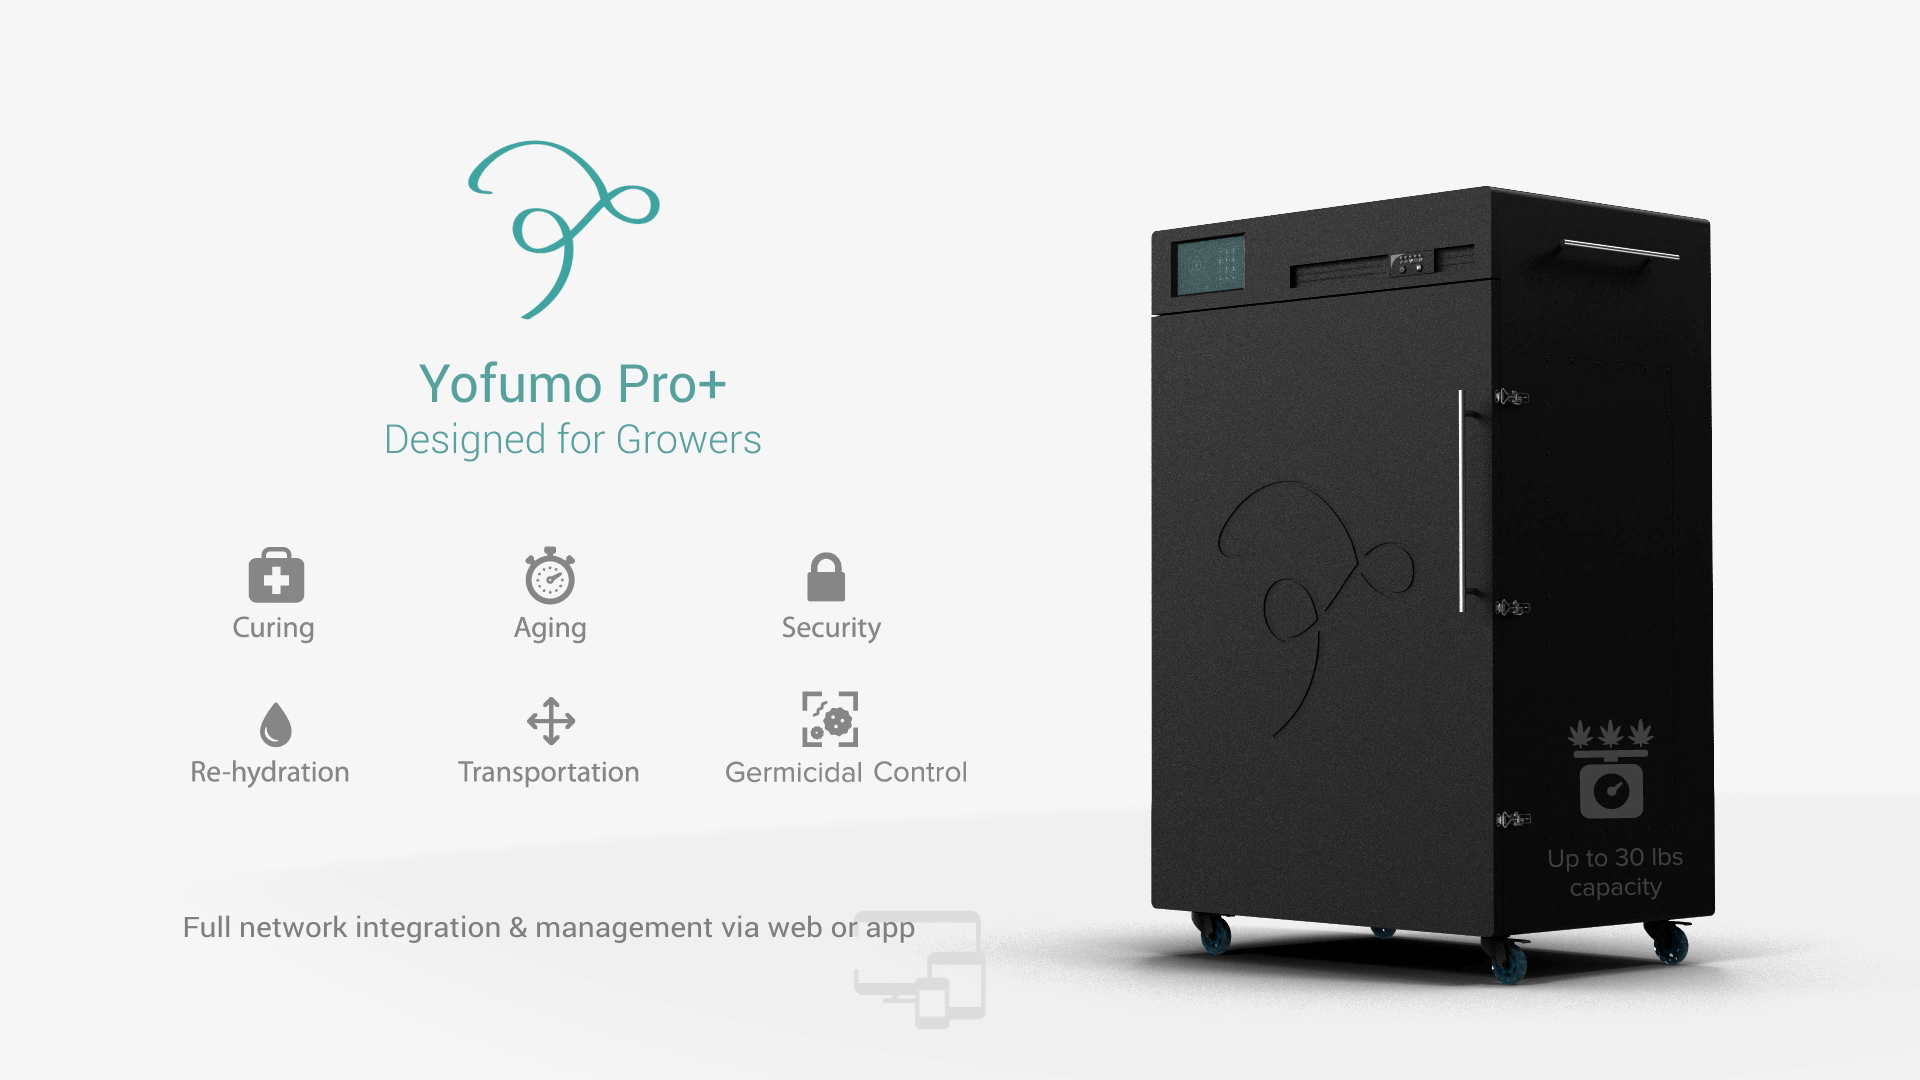 Yofumo Pro+
Designed for Growers
Curing
Aging
Security
Re-hydration
Transportation
Germicidal Control
Full network integration & management via web or app
Up to 30 lbs
capacity